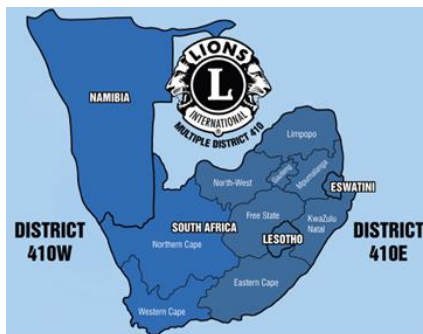 LIONS
L
INTERNATIONAL
®
MULTIPLE DISTRICT 410
NAMIBIA
Limpopo
North-West
Gauteng
Mpumalanga
ESWATINI
DISTRICT
410W
SOUTH AFRICA
Northern Cape
Free State
LESOTHO
KwaZulu
Natal
DISTRICT
410E
Eastern Cape
Western Cape